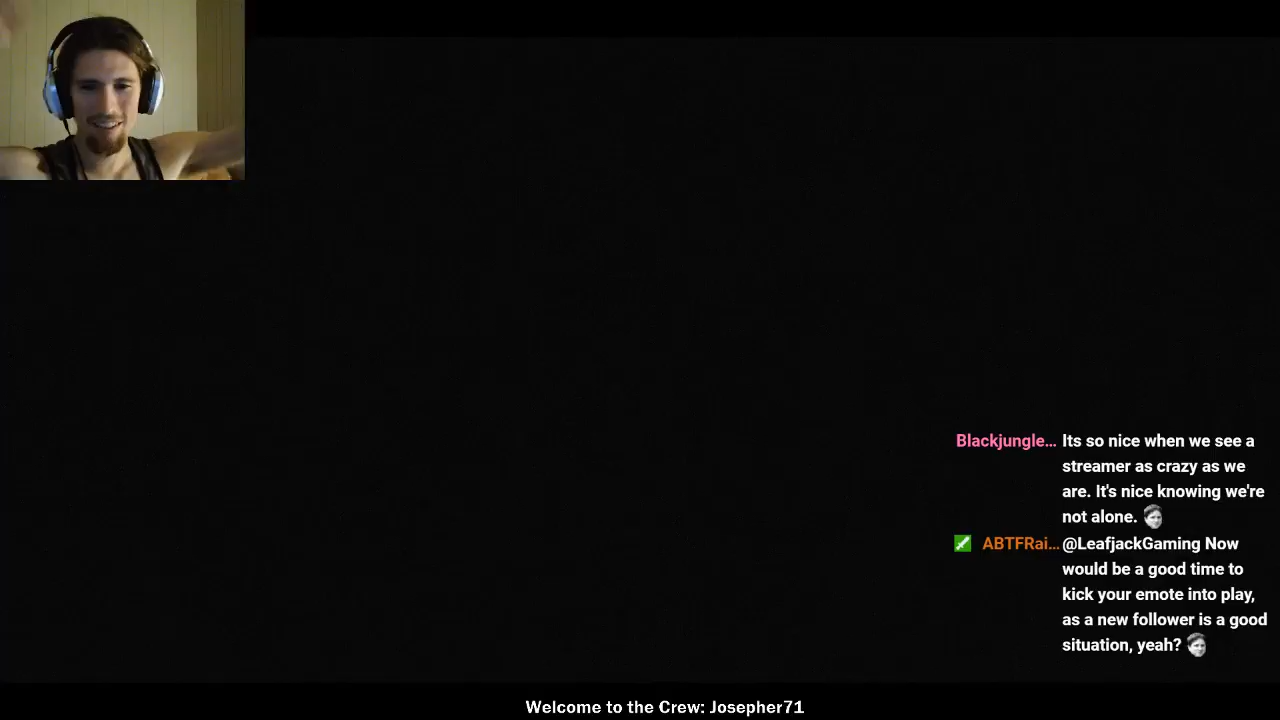 Blackjungle... Its so nice when we see a
streamer as crazy as we
are. It's nice knowing we're
not alone.
ABTFRai... @LeafjackGaming Now
would be a good time to
kick your emote into play,
as a new follower is a good
situation, yeah?
Welcome to the Crew: Josepher71